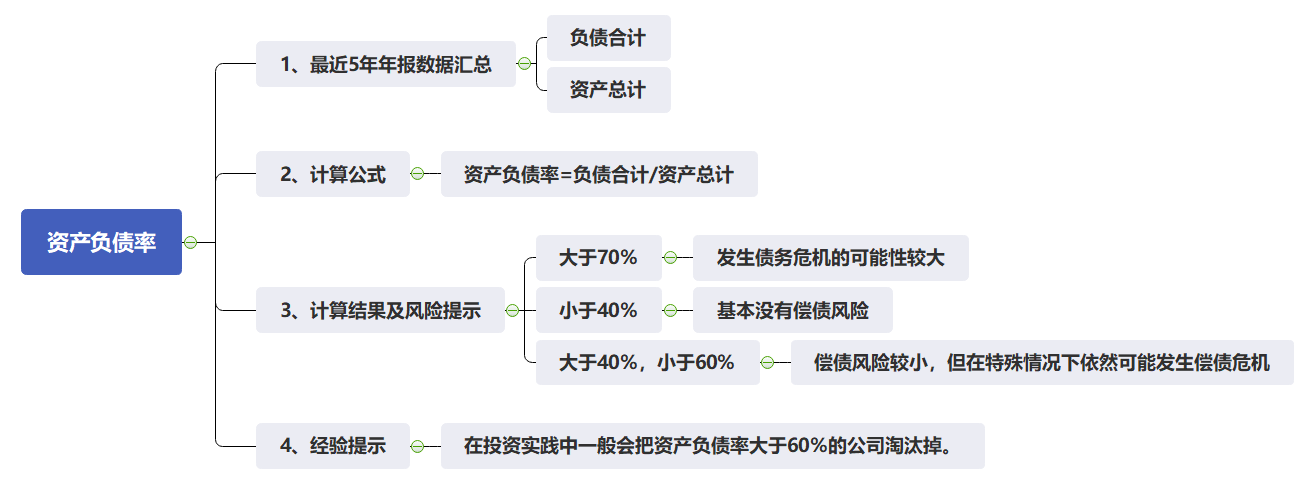 资产负债率
1、最近5年年报数据汇总
负债合计
资产总计
2、计算公式
资产负债率=负债合计/资产总计
3、计算结果及风险提示
大于70%
发生债务危机的可能性较大
小于40%
基本没有偿债风险
大于40%，小于60%
偿债风险较小，但在特殊情况下依然可能发生偿债危机
4、经验提示
在投资实践中一般会把资产负债率大于60%的公司淘汰掉。